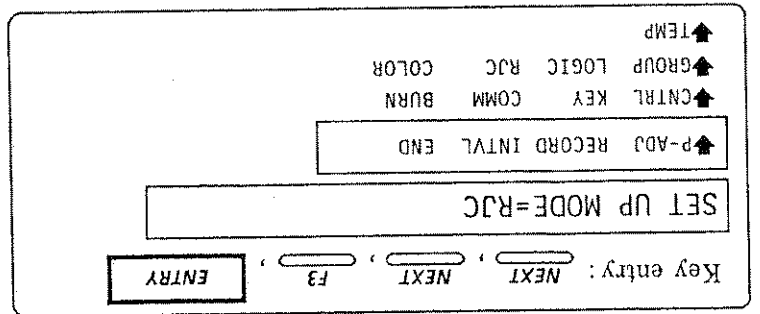 Key entry: NEXT, NEXT, F3, ENTRY
SET UP MODE=RJC
⬆P-ADJ RECORD INTVL END
⬆CNTRL KEY COMM BURN
⬆GROUP LOGIC RJC COLOR
⬆TEMP